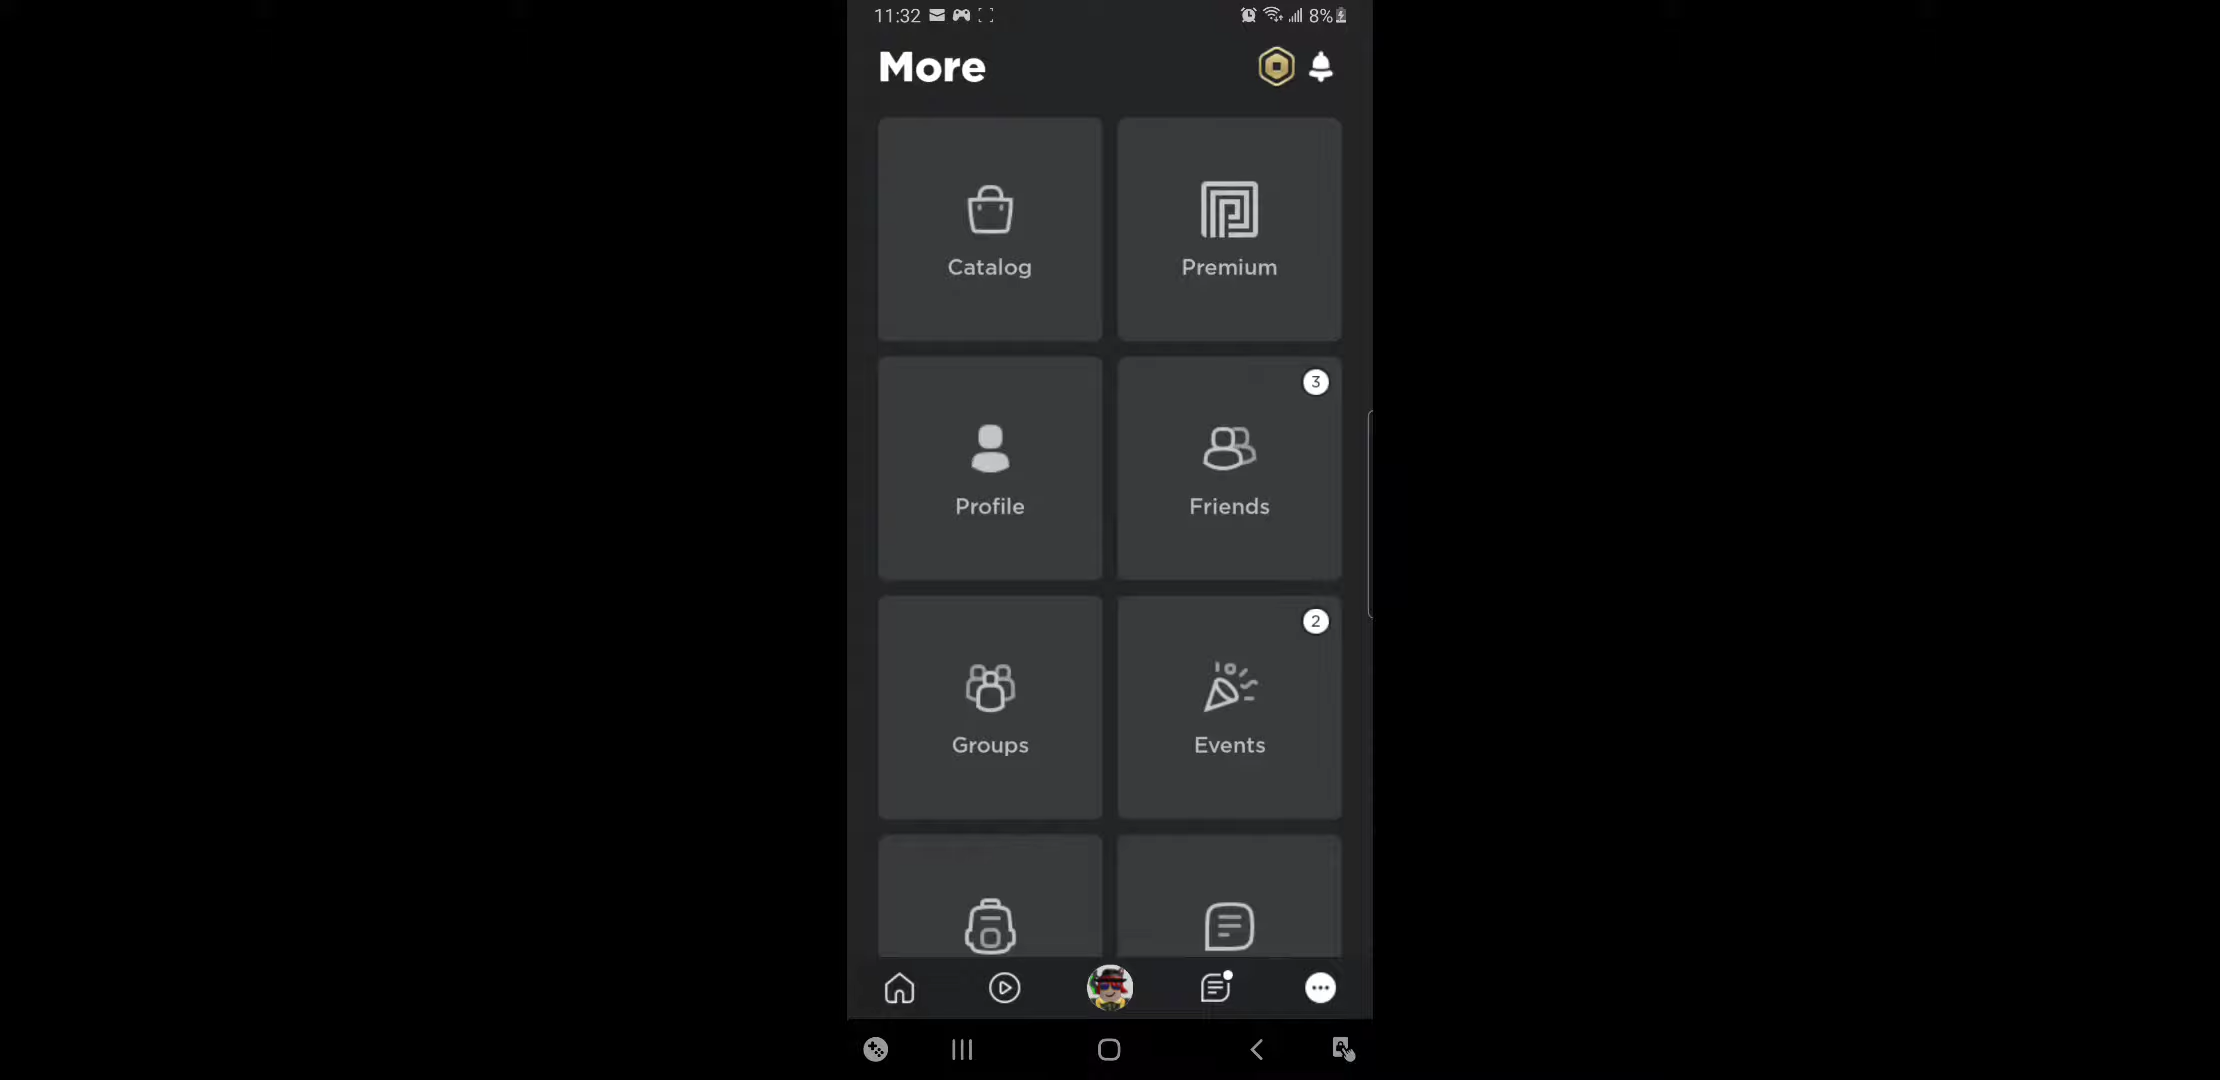 11:32
8%
More
Catalog
Premium
3
Profile
Friends
2
Groups
Events